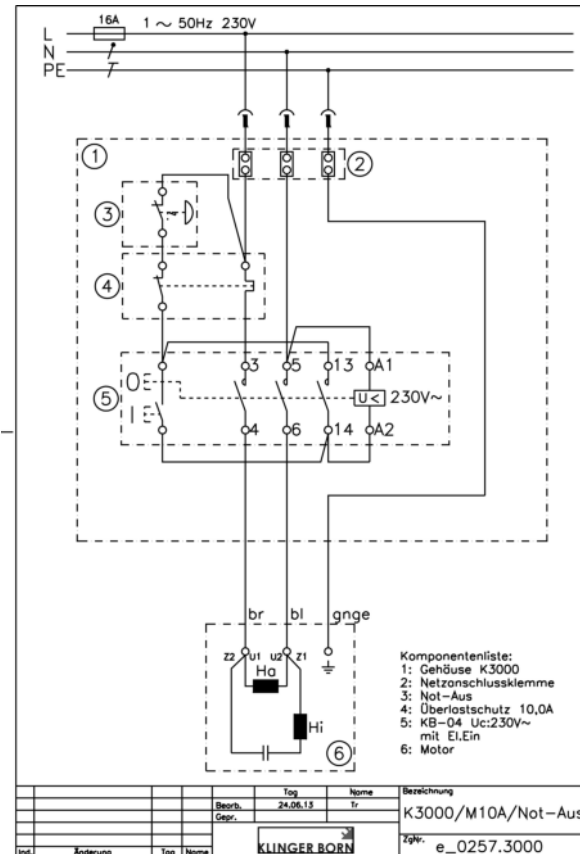 16A 1 ~ 50Hz 230V
L
N
PE
1
2
3
4
3 5 13 A1
O
5
I
U< 230V~
4 6 14 A2
br bl gnge
Z2 U1 U2 Z1
Ha
Hi
6
Komponentenliste:
1: Gehäuse K3000
2: Netzanschlussklemme
3: Not-Aus
4: Überlastschutz 10,0A
5: KB-04 Uc:230V~
mit El.Ein
6: Motor
Tag Name Bezeichnung
Bearb. 24.06.13 Tr
K3000/M10A/Not-Aus
Gepr.
KLINGER BORN
ZgNr. e_0257.3000
Ind. Änderung Tag Name